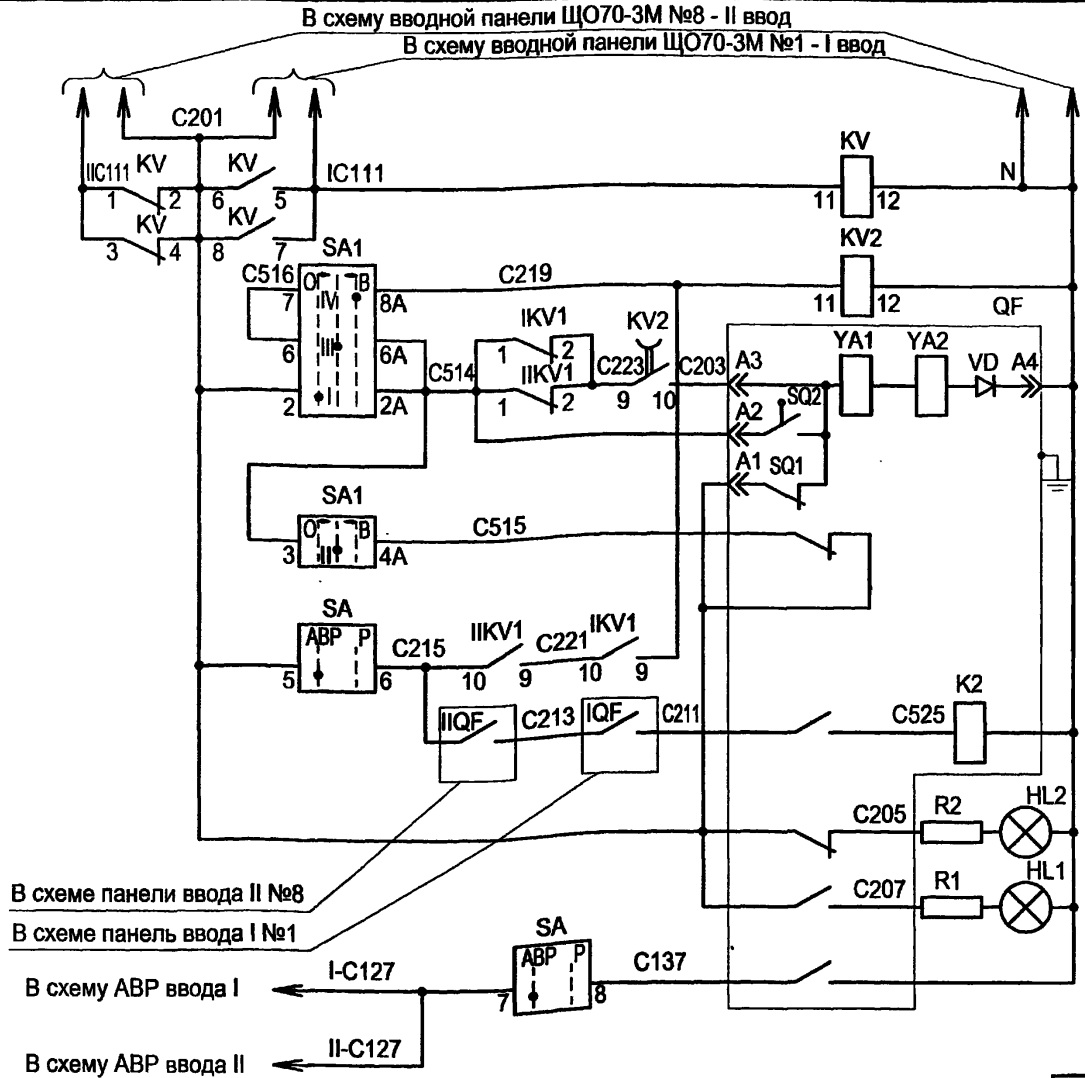 В схему вводной панели ЩО70-3М №8 - II ввод
В схему вводной панели ЩО70-3М №1 - I ввод
C201
IIC111 KV KV IC111 KV N
1 2 6 5 11 12
KV KV KV2
3 4 8 7
SA1
C516 O B C219
7 IV 8A 11 12
IKV1 KV2 QF
6 III 6A 1 2 YA1 YA2
C514 IIKV1 C223 C203 A3 VD A4
2 I 2A 1 2 9 10
A2 SQ2
A1 SQ1
SA1
O B C515
3 II 4A
SA
АВР P C215 IIKV1 C221 IKV1
5 6 10 9 10 9
K2
IIQF C213 IQF C211 C525
HL2
C205 R2
HL1
В схеме панели ввода II №8
C207 R1
В схеме панель ввода I №1
SA
I-C127 АВР P C137
В схему АВР ввода I 7 8
II-C127
В схему АВР ввода II